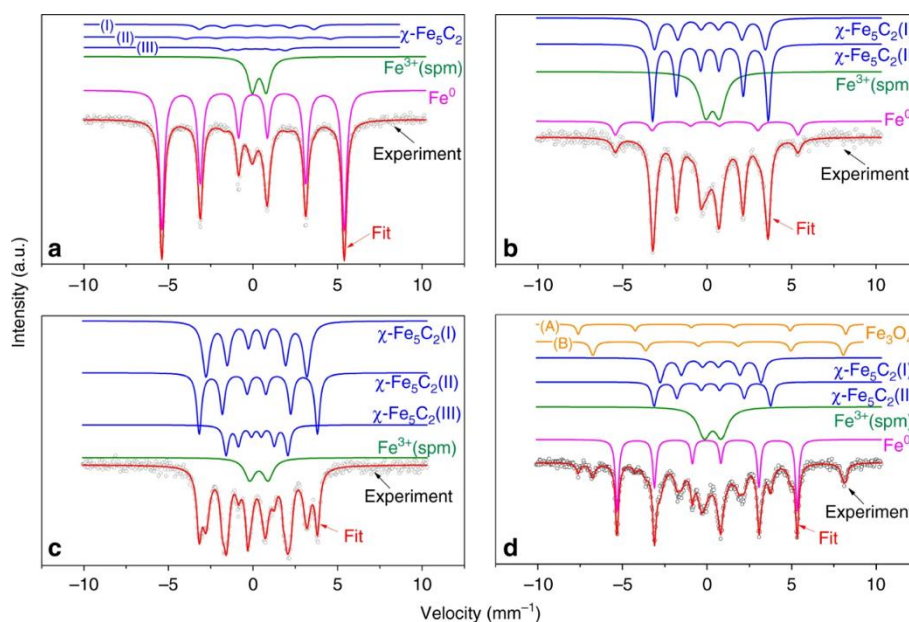 (I)
(II)
(III)
χ-Fe₅C₂
Fe³⁺(spm)
Fe⁰
Experiment
Fit
a
−10 −5 0 5 10
χ-Fe₅C₂(I
χ-Fe₅C₂(I
Fe³⁺(spm
Fe⁰
Experiment
Fit
b
−10 −5 0 5 10
Intensity (a.u.)
χ-Fe₅C₂(I)
χ-Fe₅C₂(II)
χ-Fe₅C₂(III)
Fe³⁺(spm)
Experiment
Fit
c
−10 −5 0 5 10
(A)
Fe₃O₄
(B)
χ-Fe₅C₂(I
χ-Fe₅C₂(II
Fe³⁺(spm
Fe⁰
Experimen
Fit
d
−10 −5 0 5 10
Velocity (mm⁻¹)